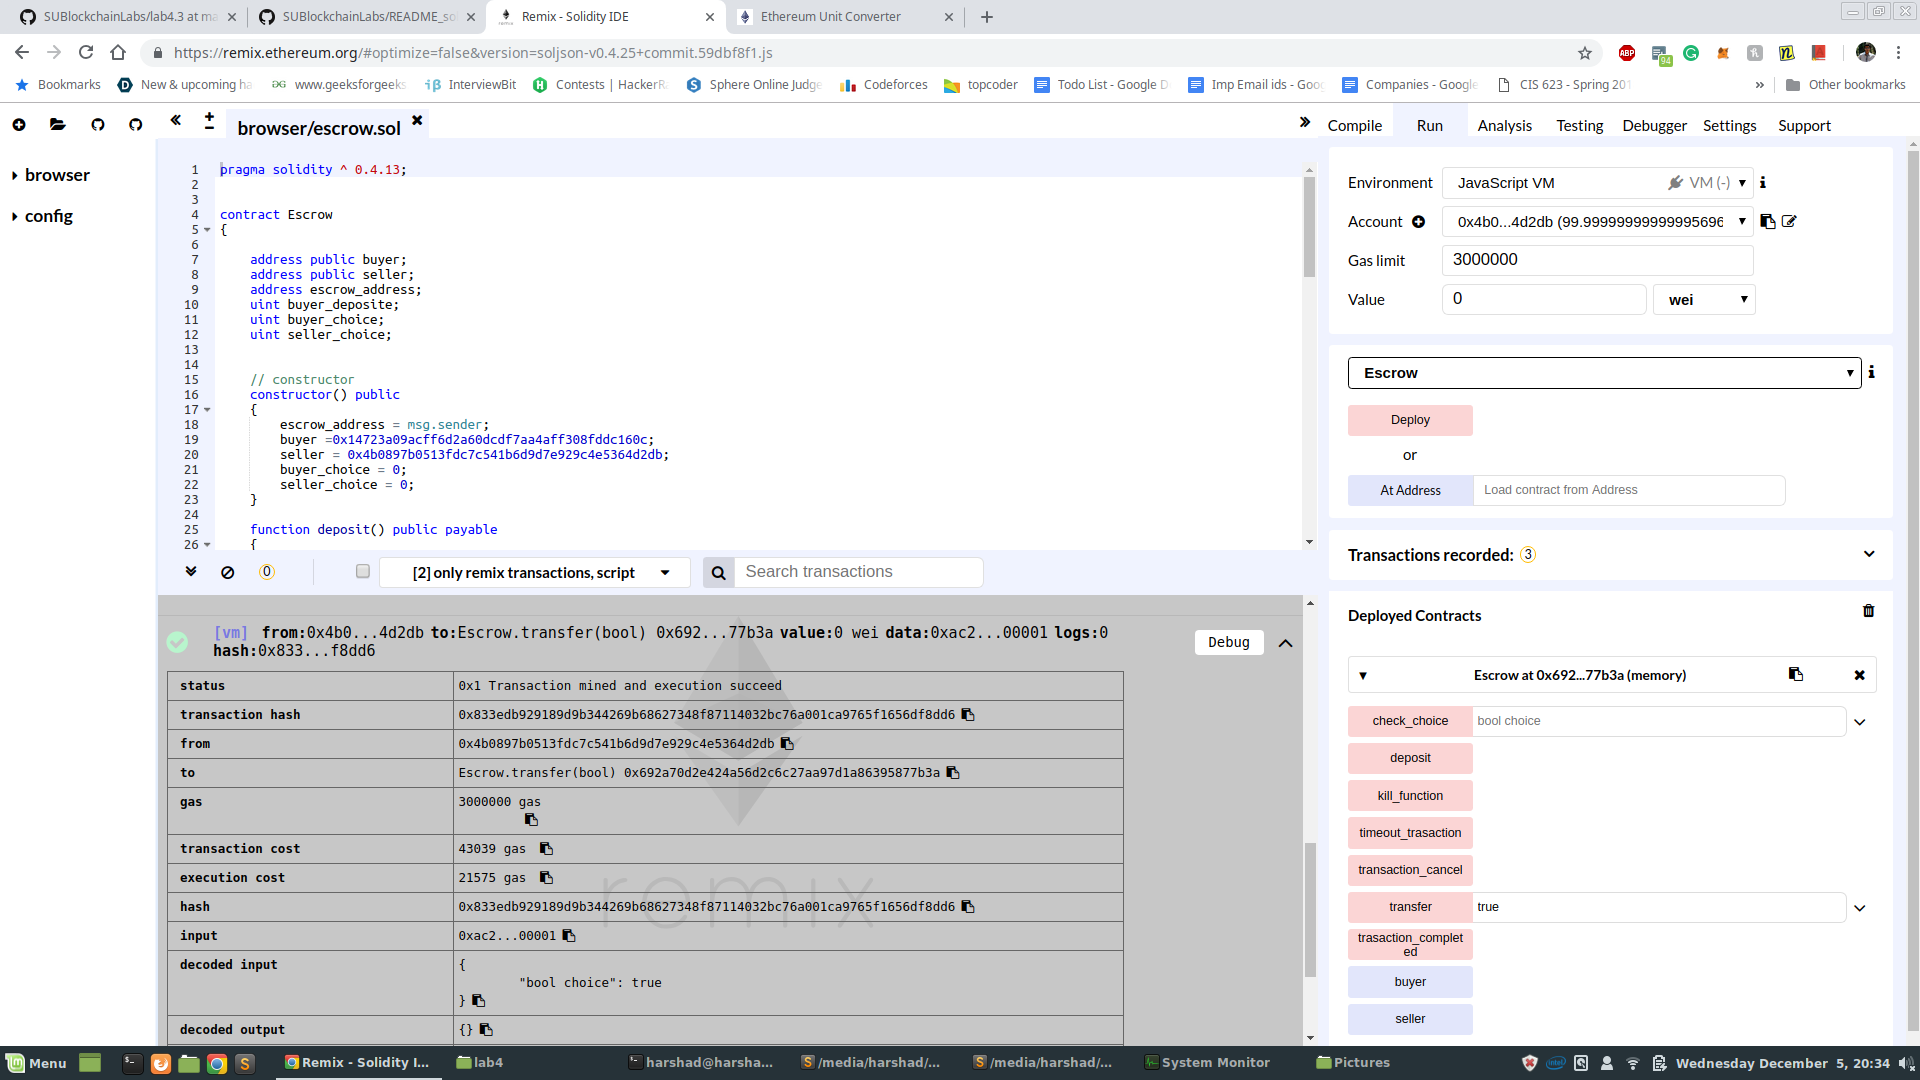 SUBlockchainLabs/lab4.3 at ma
SUBlockchainLabs/README_so
Remix - Solidity IDE
Ethereum Unit Converter
https://remix.ethereum.org/#optimize=false&version=soljson-v0.4.25+commit.59dbf8f1.js
Bookmarks
New & upcoming ha
www.geeksforgeeks
InterviewBit
Contests | HackerR
Sphere Online Judge
Codeforces
topcoder
Todo List - Google D
Imp Email ids - Goog
Companies - Google
CIS 623 - Spring 201
Other bookmarks
browser/escrow.sol
Compile
Run
Analysis
Testing
Debugger
Settings
Support
browser
config
1 pragma solidity ^ 0.4.13;
2
3
4 contract Escrow
5 {
6
7 address public buyer;
8 address public seller;
9 address escrow_address;
10 uint buyer_deposite;
11 uint buyer_choice;
12 uint seller_choice;
13
14
15 // constructor
16 constructor() public
17 {
18 escrow_address = msg.sender;
19 buyer =0x14723a09acff6d2a60dcdf7aa4aff308fddc160c;
20 seller = 0x4b0897b0513fdc7c541b6d9d7e929c4e5364d2db;
21 buyer_choice = 0;
22 seller_choice = 0;
23 }
24
25 function deposit() public payable
26 {
0
[2] only remix transactions, script
Search transactions
[vm] from:0x4b0...4d2db to:Escrow.transfer(bool) 0x692...77b3a value:0 wei data:0xac2...00001 logs:0
hash:0x833...f8dd6
Debug
status 0x1 Transaction mined and execution succeed
transaction hash 0x833edb929189d9b344269b68627348f87114032bc76a001ca9765f1656df8dd6
from 0x4b0897b0513fdc7c541b6d9d7e929c4e5364d2db
to Escrow.transfer(bool) 0x692a70d2e424a56d2c6c27aa97d1a86395877b3a
gas 3000000 gas
transaction cost 43039 gas
execution cost 21575 gas
hash 0x833edb929189d9b344269b68627348f87114032bc76a001ca9765f1656df8dd6
input 0xac2...00001
decoded input {
"bool choice": true
}
decoded output {}
remix
Environment JavaScript VM VM (-)
Account 0x4b0...4d2db (99.99999999999995696
Gas limit 3000000
Value 0 wei
Escrow
Deploy
or
At Address Load contract from Address
Transactions recorded: 3
Deployed Contracts
Escrow at 0x692...77b3a (memory)
check_choice bool choice
deposit
kill_function
timeout_trasaction
transaction_cancel
transfer true
trasaction_complet
ed
buyer
seller
Menu
Remix - Solidity I...
lab4
harshad@harsha...
/media/harshad/...
/media/harshad/...
System Monitor
Pictures
Wednesday December 5, 20:34